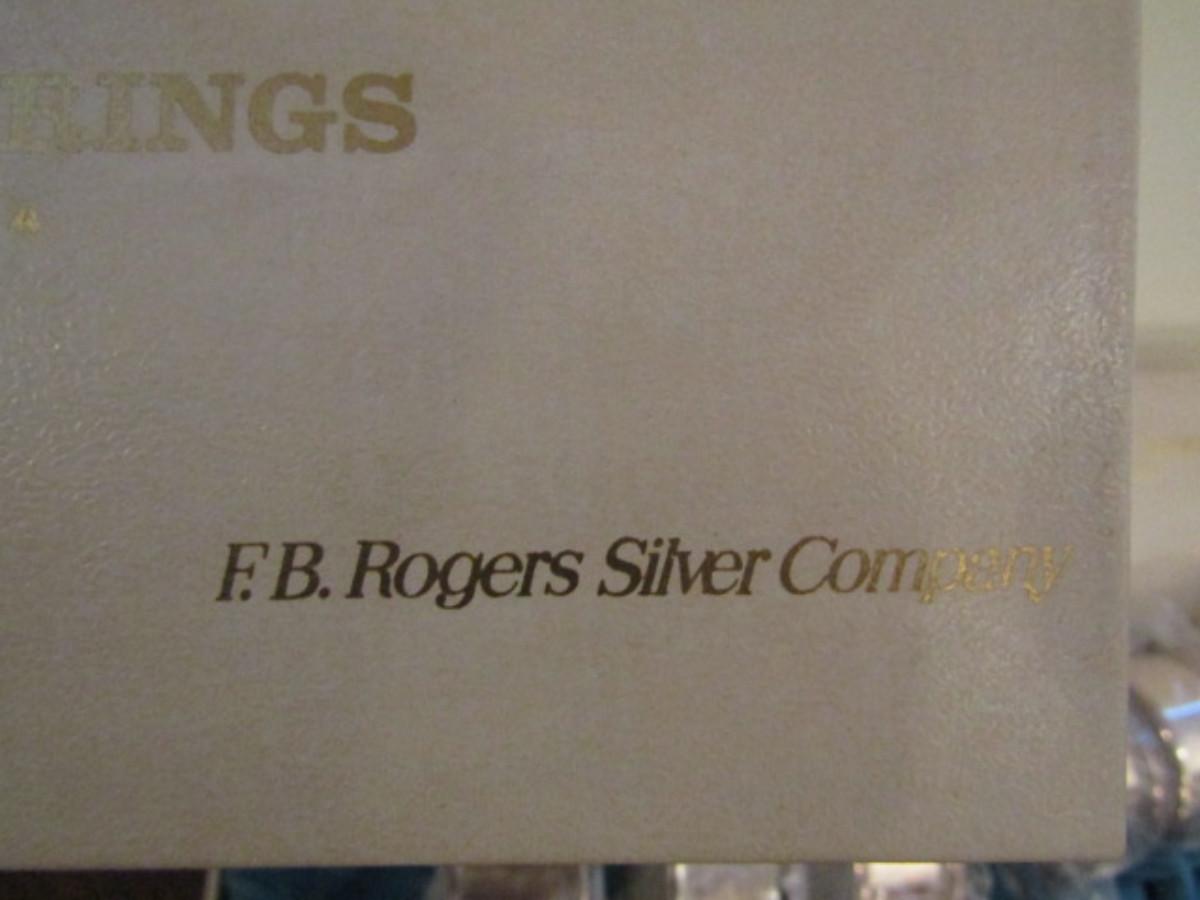 RINGS
F.B. Rogers Silver Company